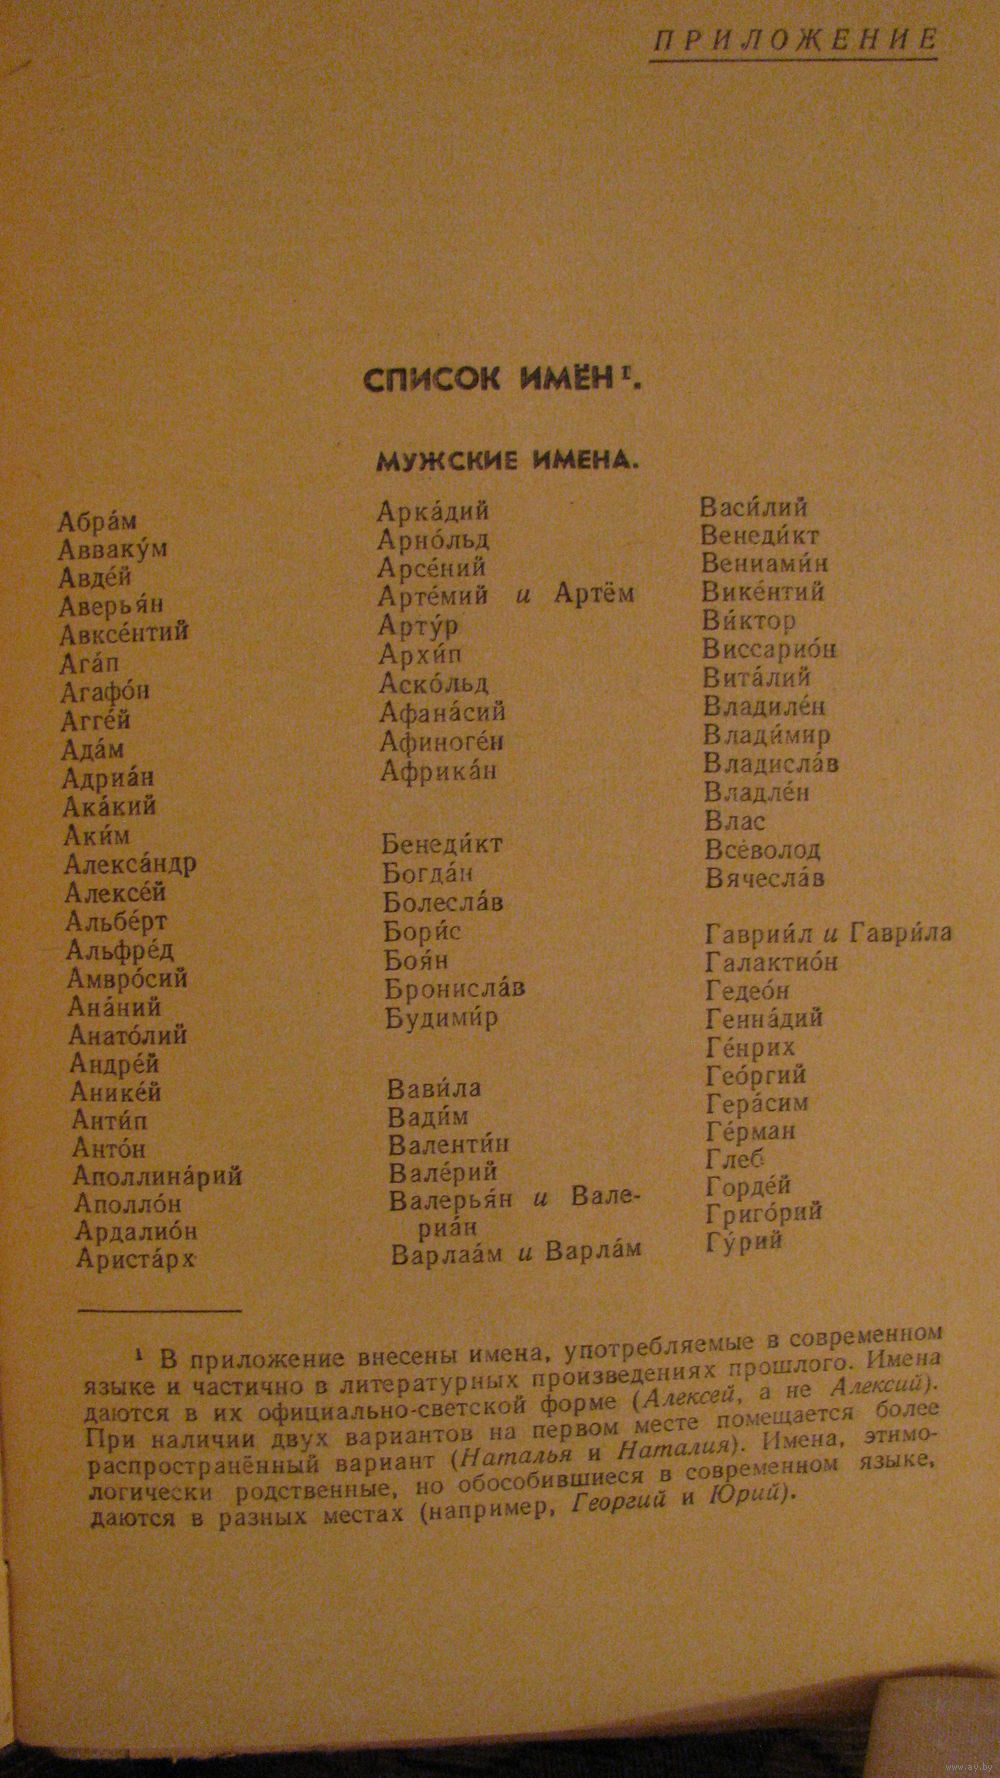 ПРИЛОЖЕНИЕ
СПИСОК ИМЁН¹.
МУЖСКИЕ ИМЕНА.
Абра́м
Авваку́м
Авде́й
Аверья́н
Авксе́нтий
Ага́п
Агафо́н
Агге́й
Ада́м
Адриа́н
Ака́кий
Аки́м
Алекса́ндр
Алексе́й
Альбе́рт
Альфре́д
Амвро́сий
Ана́ний
Анато́лий
Андре́й
Анике́й
Анти́п
Анто́н
Аполлина́рий
Аполло́н
Ардалио́н
Ариста́рх
Арка́дий
Арно́льд
Арсе́ний
Арте́мий и Артём
Арту́р
Архи́п
Аско́льд
Афана́сий
Афиноге́н
Африка́н
Бенеди́кт
Богда́н
Болесла́в
Бори́с
Боя́н
Бронисла́в
Будими́р
Вави́ла
Вади́м
Валенти́н
Вале́рий
Валерья́н и Вале-
риа́н
Варлаа́м и Варла́м
Васи́лий
Венеди́кт
Вениами́н
Вике́нтий
Ви́ктор
Виссарио́н
Вита́лий
Владиле́н
Влади́мир
Владисла́в
Владле́н
Влас
Все́волод
Вячесла́в
Гаврии́л и Гаври́ла
Галактио́н
Гедео́н
Генна́дий
Ге́нрих
Гео́ргий
Гера́сим
Ге́рман
Глеб
Горде́й
Григо́рий
Гу́рий
¹ В приложение внесены имена, употребляемые в современном
языке и частично в литературных произведениях прошлого. Имена
даются в их официально-светской форме (Алексей, а не Алексий).
При наличии двух вариантов на первом месте помещается более
распространённый вариант (Наталья и Наталия). Имена, этимо-
логически родственные, но обособившиеся в современном языке,
даются в разных местах (например, Георгий и Юрий).
www.ay.by